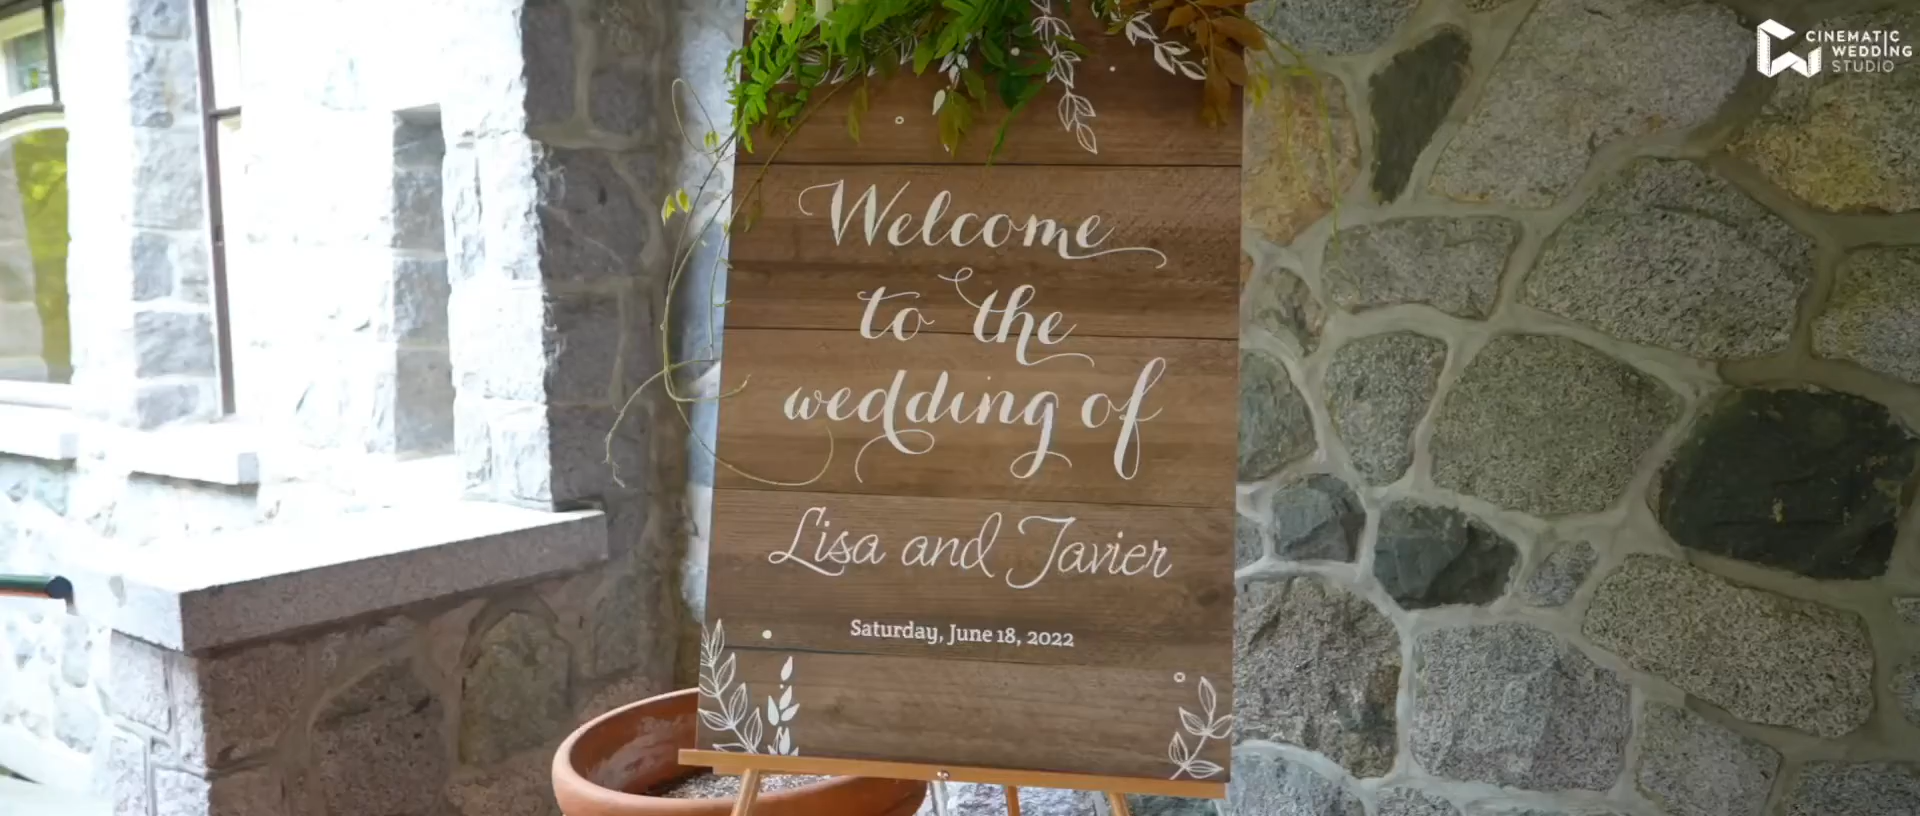 CINEMATIC
WEDDING
STUDIO
Welcome
to the
wedding of
Lisa and Javier
Saturday, June 18, 2022